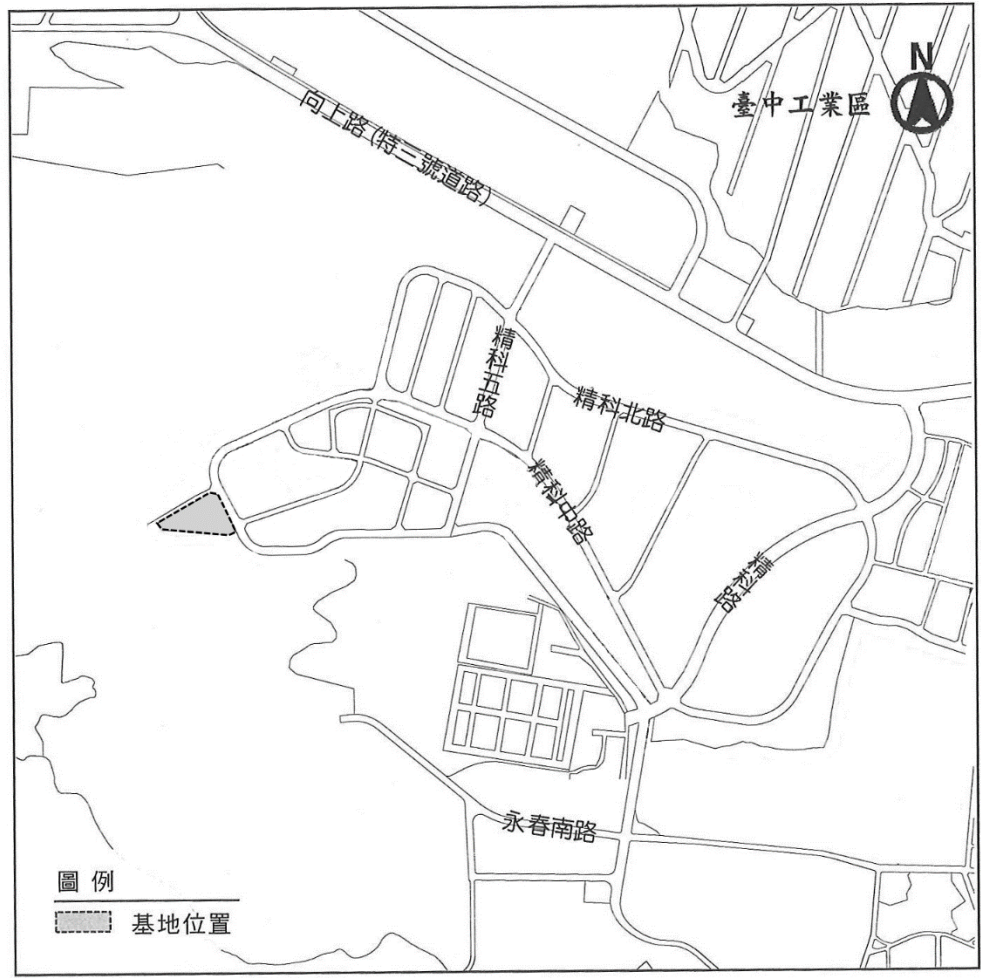 N
臺中工業區
向上路(特三號道路)
精科五路
精科北路
精科中路
精科路
永春南路
圖例
基地位置